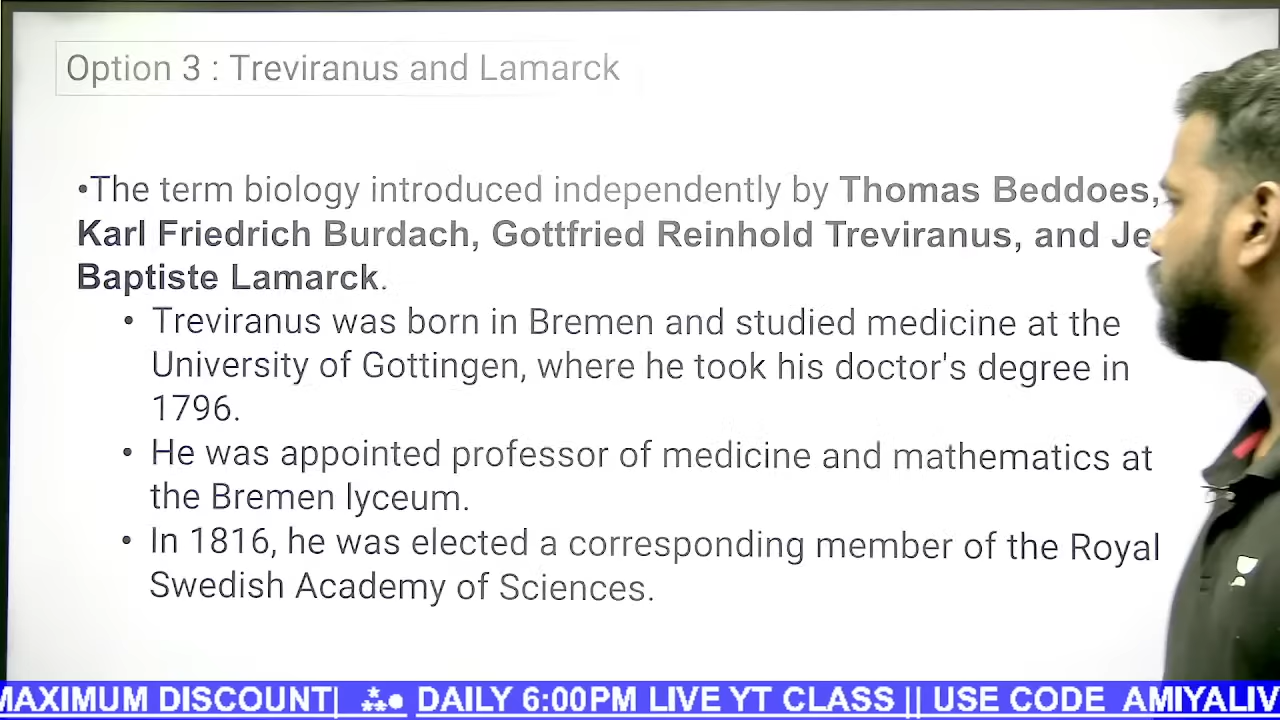 Option 3 : Treviranus and Lamarck
•The term biology introduced independently by Thomas Beddoes,
Karl Friedrich Burdach, Gottfried Reinhold Treviranus, and Je
Baptiste Lamarck.
• Treviranus was born in Bremen and studied medicine at the
University of Gottingen, where he took his doctor's degree in
1796.
• He was appointed professor of medicine and mathematics at
the Bremen lyceum.
• In 1816, he was elected a corresponding member of the Royal
Swedish Academy of Sciences.
MAXIMUM DISCOUNT| DAILY 6:00PM LIVE YT CLASS || USE CODE AMIYALIV